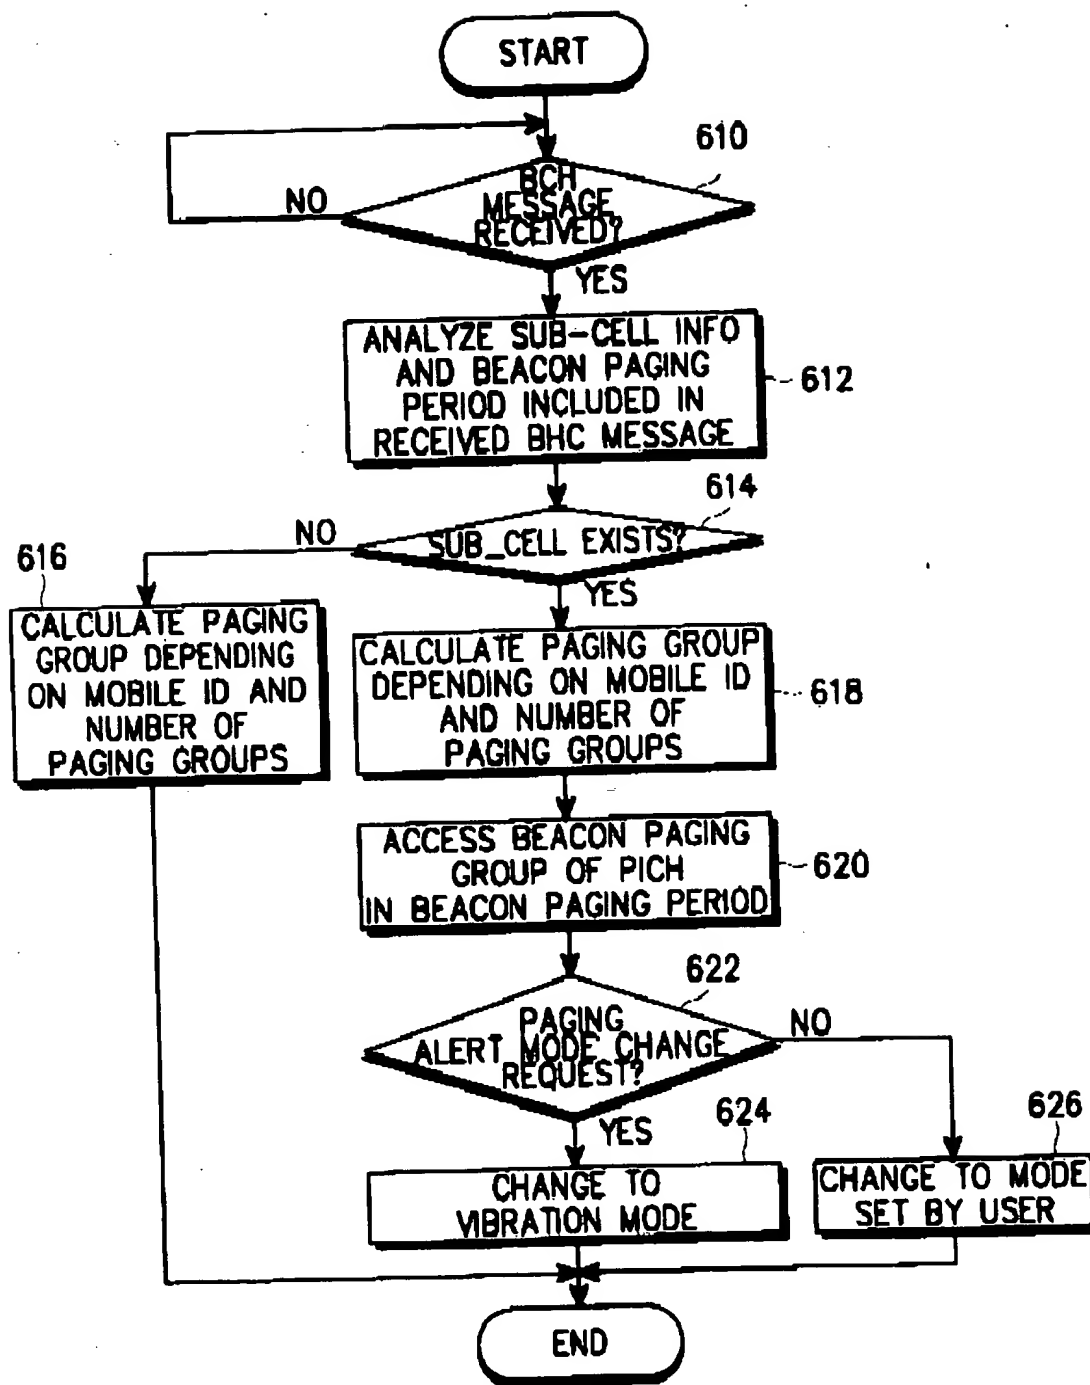 START
610
BCH
MESSAGE
RECEIVED?
NO
YES
ANALYZE SUB-CELL INFO
AND BEACON PAGING
PERIOD INCLUDED IN
RECEIVED BHC MESSAGE
612
614
SUB_CELL EXISTS?
NO
YES
616
CALCULATE PAGING
GROUP DEPENDING
ON MOBILE ID AND
NUMBER OF
PAGING GROUPS
CALCULATE PAGING GROUP
DEPENDING ON MOBILE ID
AND NUMBER OF
PAGING GROUPS
618
ACCESS BEACON PAGING
GROUP OF PICH
IN BEACON PAGING PERIOD
620
622
PAGING
ALERT MODE CHANGE
REQUEST?
NO
YES
624
CHANGE TO
VIBRATION MODE
626
CHANGE TO MODE
SET BY USER
END